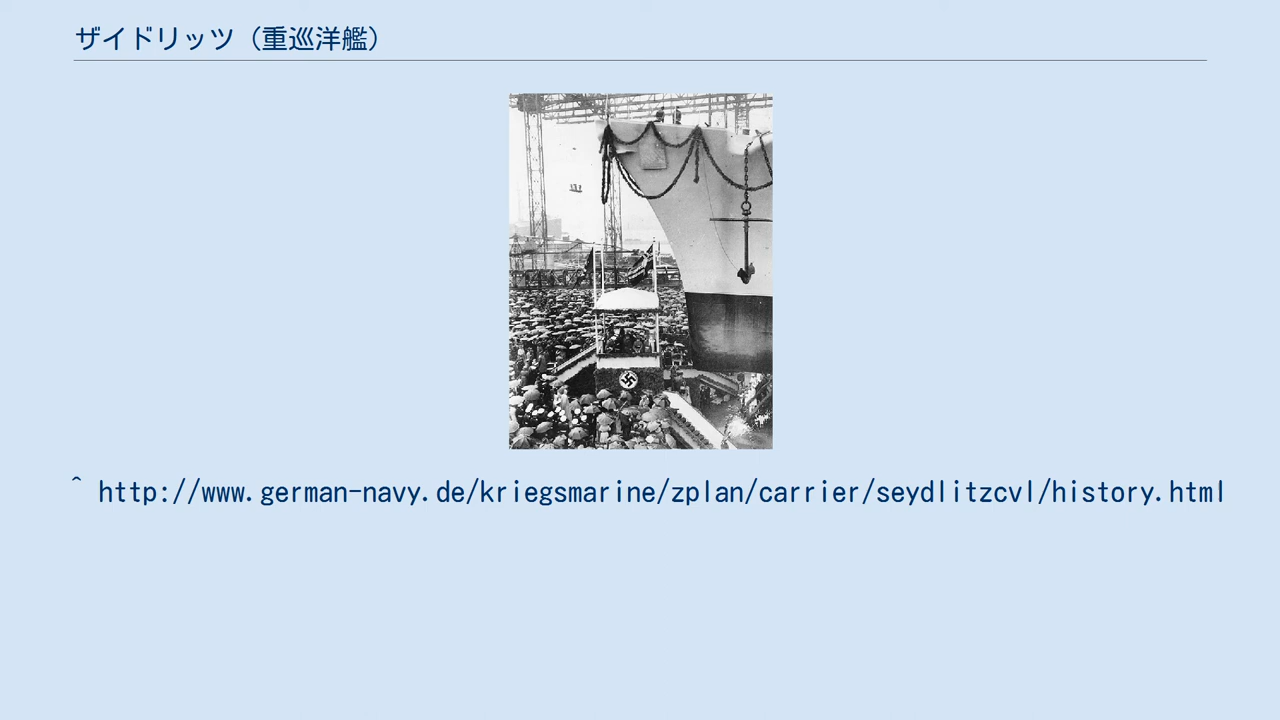 ザイドリッツ（重巡洋艦）
^ http://www.german-navy.de/kriegsmarine/zplan/carrier/seydlitzcvl/history.html